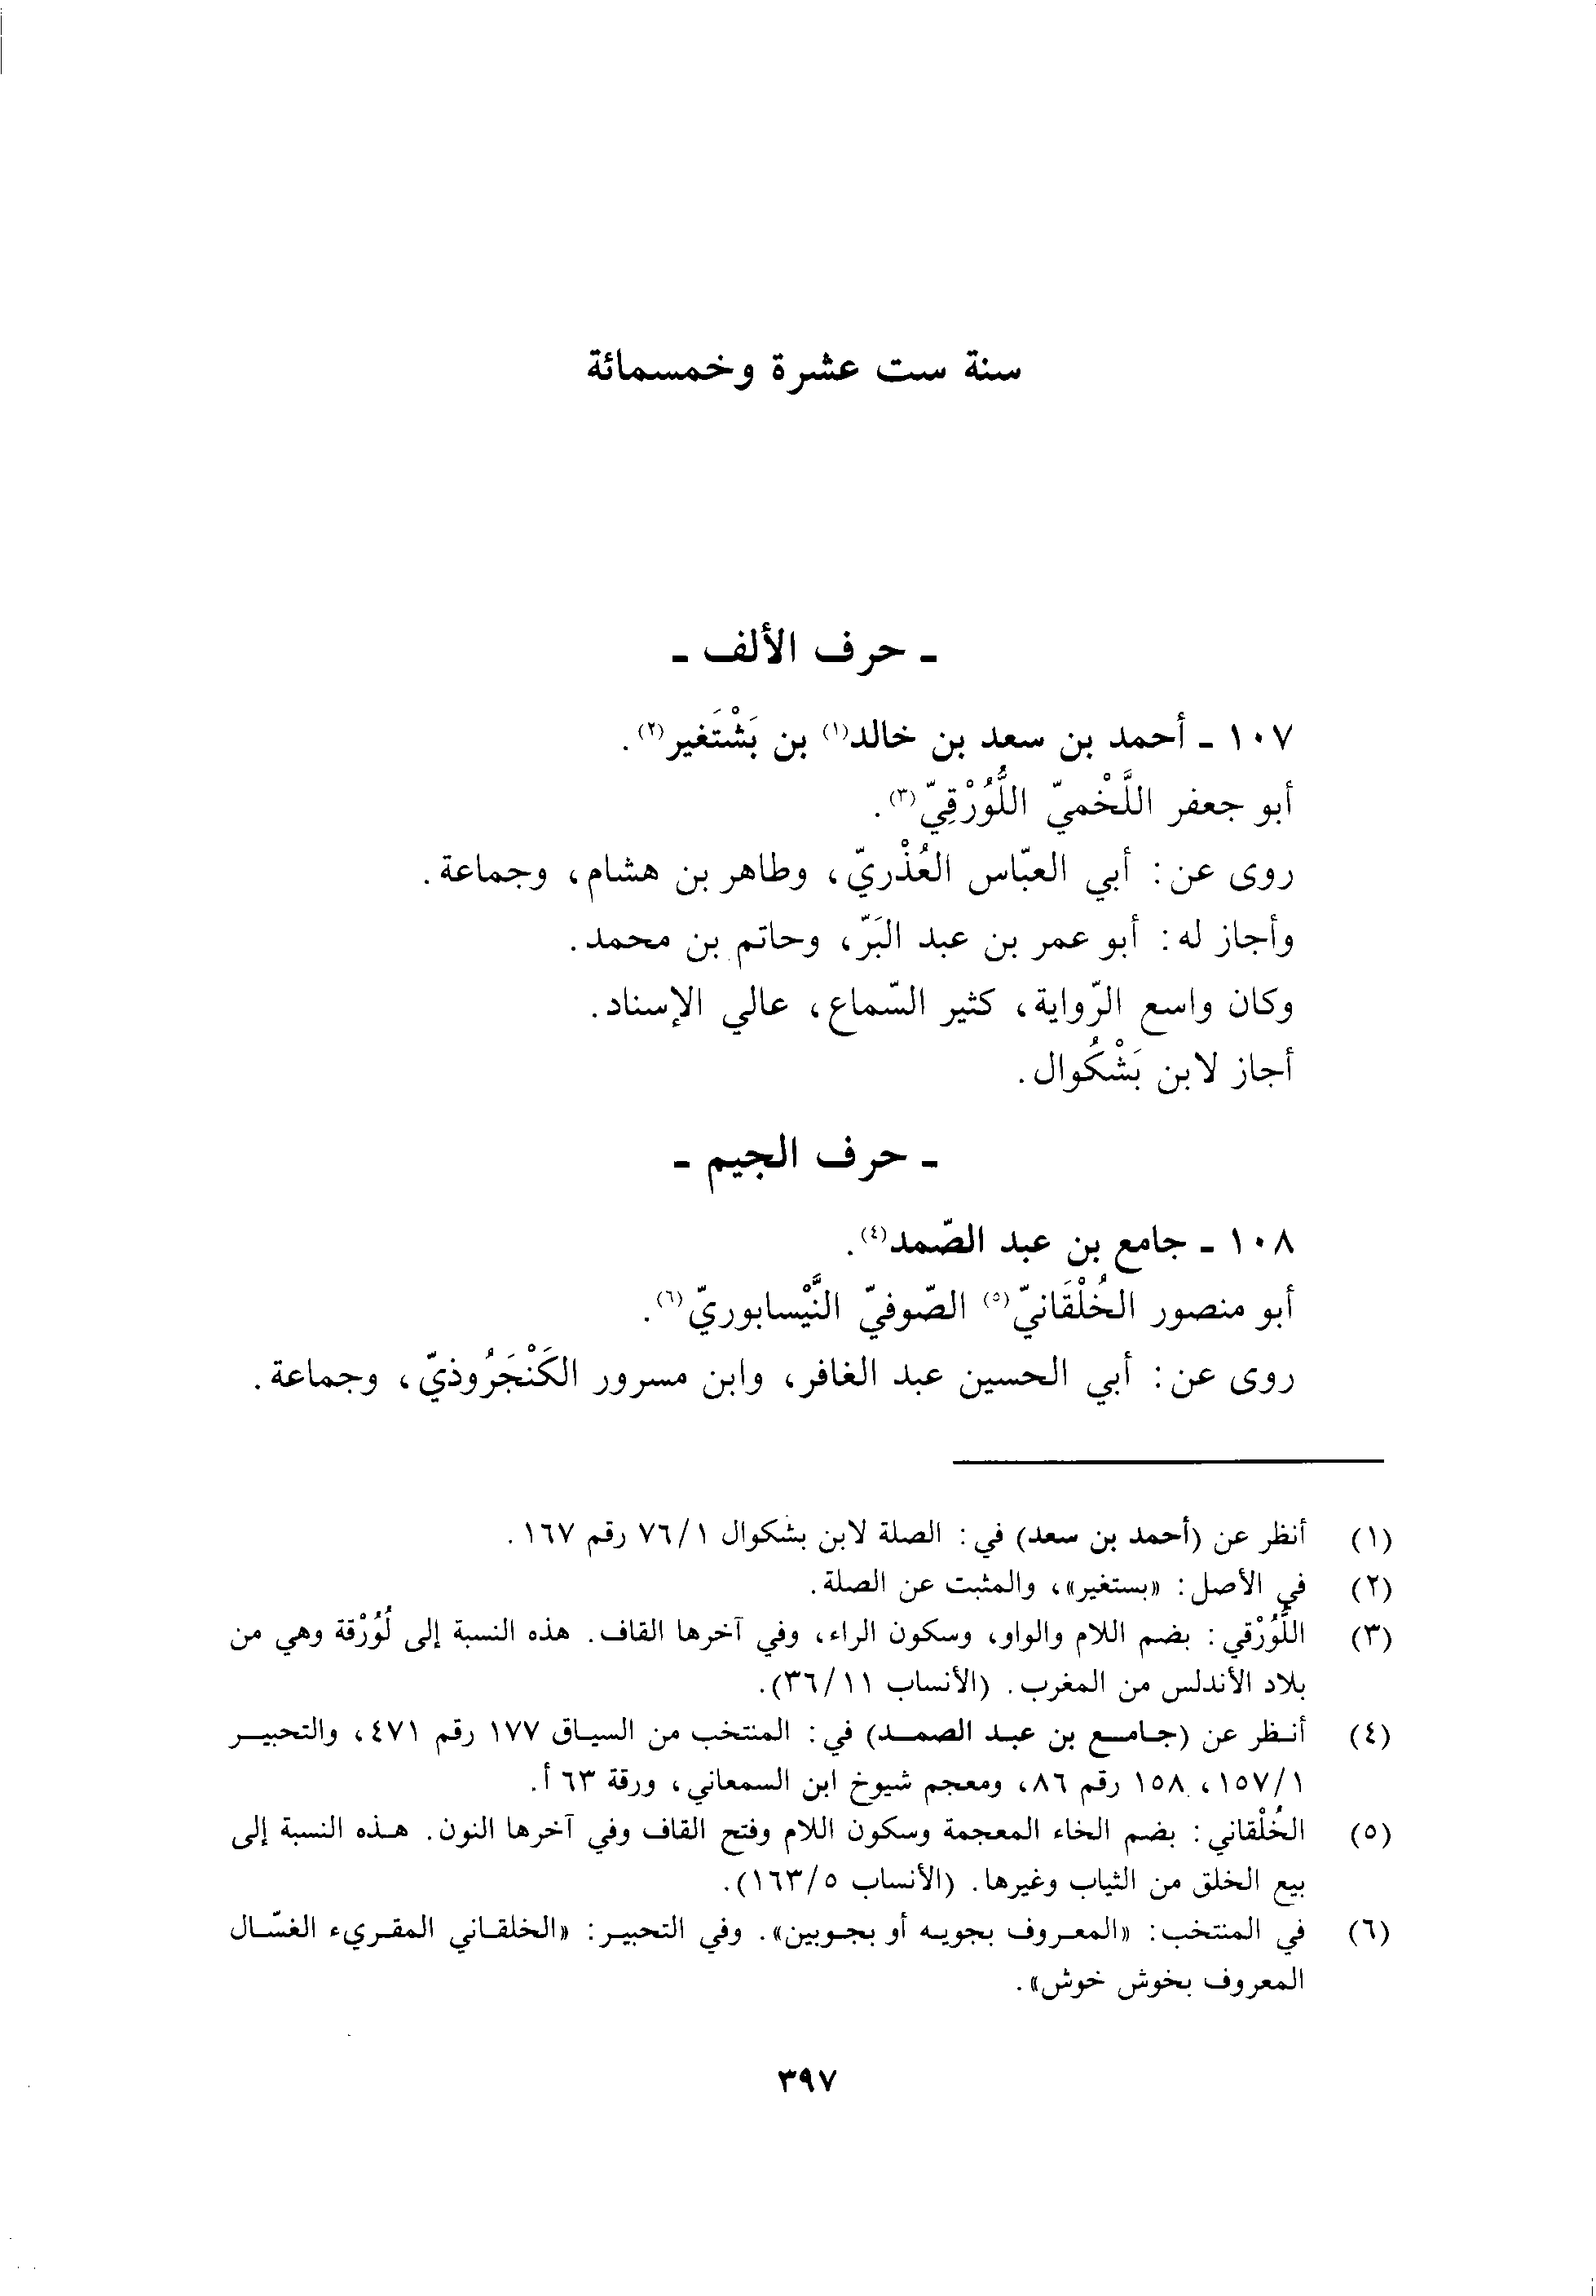 سنة ست عشرة وخمسمائة
ـ حرف الألف ـ
١٠٧ ـ أحمد بن سعد بن خالد(١) بن بَشْتَغير(٢).
أبو جعفر اللَّخْميّ اللُّوُرْقِيّ(٣).
روى عن: أبي العبّاس العُذْريّ، وطاهر بن هشام، وجماعة.
وأجاز له: أبو عمر بن عبد البَرّ، وحاتم بن محمد.
وكان واسع الرّواية، كثير السّماع، عالي الإسناد.
أجاز لابن بَشْكُوال.
ـ حرف الجيم ـ
١٠٨ ـ جامع بن عبد الصّمد(٤).
أبو منصور الخُلْقَانيّ(٥) الصّوفيّ النَّيْسابوريّ(٦).
روى عن: أبي الحسين عبد الغافر، وابن مسرور الكَنْجَرُوذيّ، وجماعة.
(١) أنظر عن (أحمد بن سعد) في: الصلة لابن بشكوال ١/ ٧٦ رقم ١٦٧.
(٢) في الأصل: «بستغير»، والمثبت عن الصلة.
(٣) اللُّوُرْقي: بضم اللام والواو، وسكون الراء، وفي آخرها القاف. هذه النسبة إلى لُوُرْقة وهي من
بلاد الأندلس من المغرب. (الأنساب ١١/ ٣٦).
(٤) أنظر عن (جامع بن عبد الصمد) في: المنتخب من السياق ١٧٧ رقم ٤٧١، والتحبير
١/ ١٥٧، ١٥٨ رقم ٨٦، ومعجم شيوخ ابن السمعاني، ورقة ٦٣ أ.
(٥) الخُلْقاني: بضم الخاء المعجمة وسكون اللام وفتح القاف وفي آخرها النون. هذه النسبة إلى
بيع الخلق من الثياب وغيرها. (الأنساب ٥/ ١٦٣).
(٦) في المنتخب: «المعروف بجويه أو بجوبين». وفي التحبير: «الخلقاني المقريء الغسّال
المعروف بخوش خوش».
٣٩٧